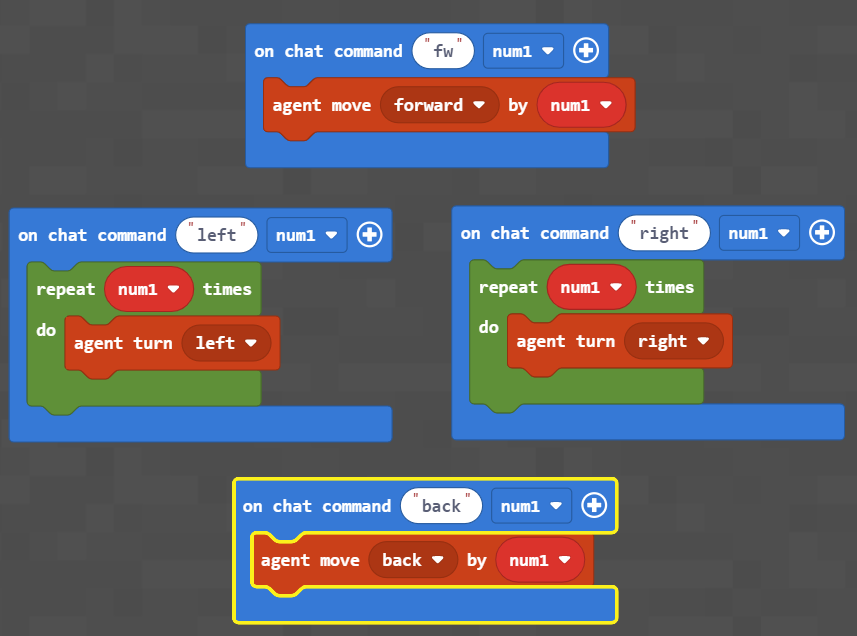 on chat command "fw" num1
agent move forward by num1
on chat command "left" num1
repeat num1 times
do agent turn left
on chat command "right" num1
repeat num1 times
do agent turn right
on chat command "back" num1
agent move back by num1